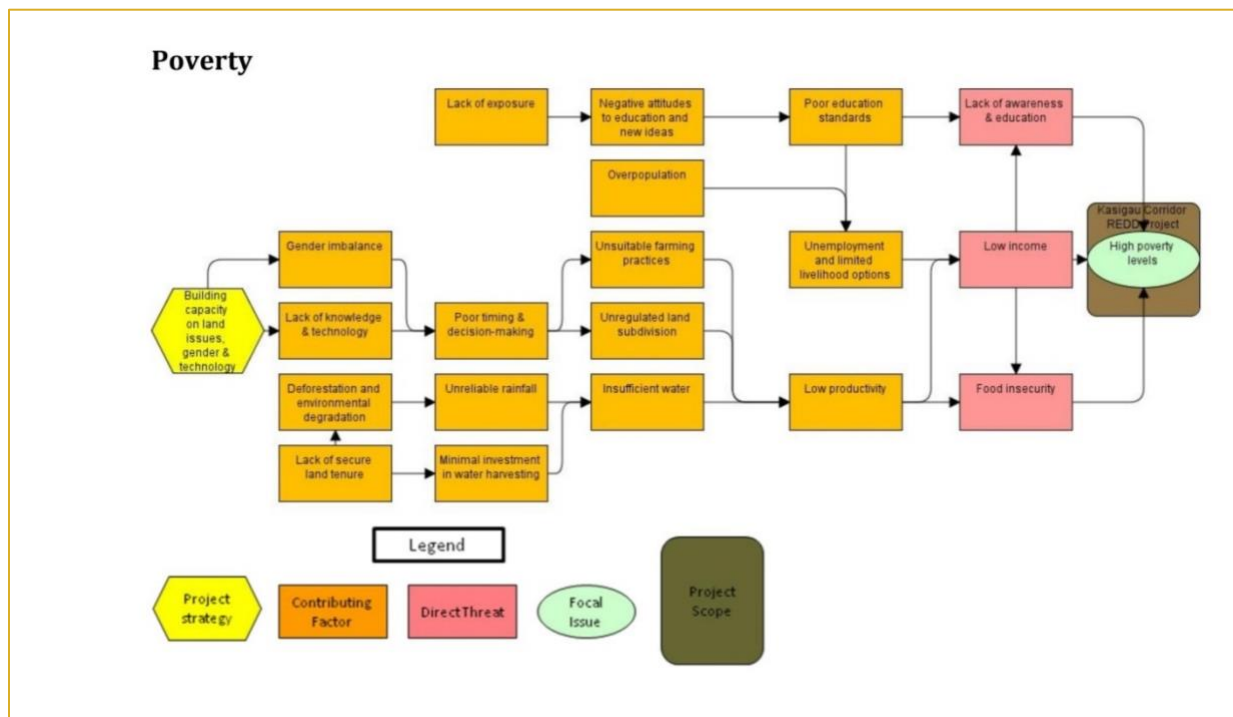 Poverty
Lack of exposure
Negative attitudes
to education and
new ideas
Poor education
standards
Lack of awareness
& education
Overpopulation
Kasigau Corridor
REDD Project
Gender imbalance
Unsuitable farming
practices
Unemployment
and limited
livelihood options
Low income
High poverty
levels
Building
capacity
on land
issues,
gender &
technology
Lack of knowledge
& technology
Poor timing &
decision-making
Unregulated land
subdivision
Deforestation and
environmental
degradation
Unreliable rainfall
Insufficient water
Low productivity
Food insecurity
Lack of secure
land tenure
Minimal investment
in water harvesting
Legend
Project
strategy
Contributing
Factor
DirectThreat
Focal
Issue
Project
Scope